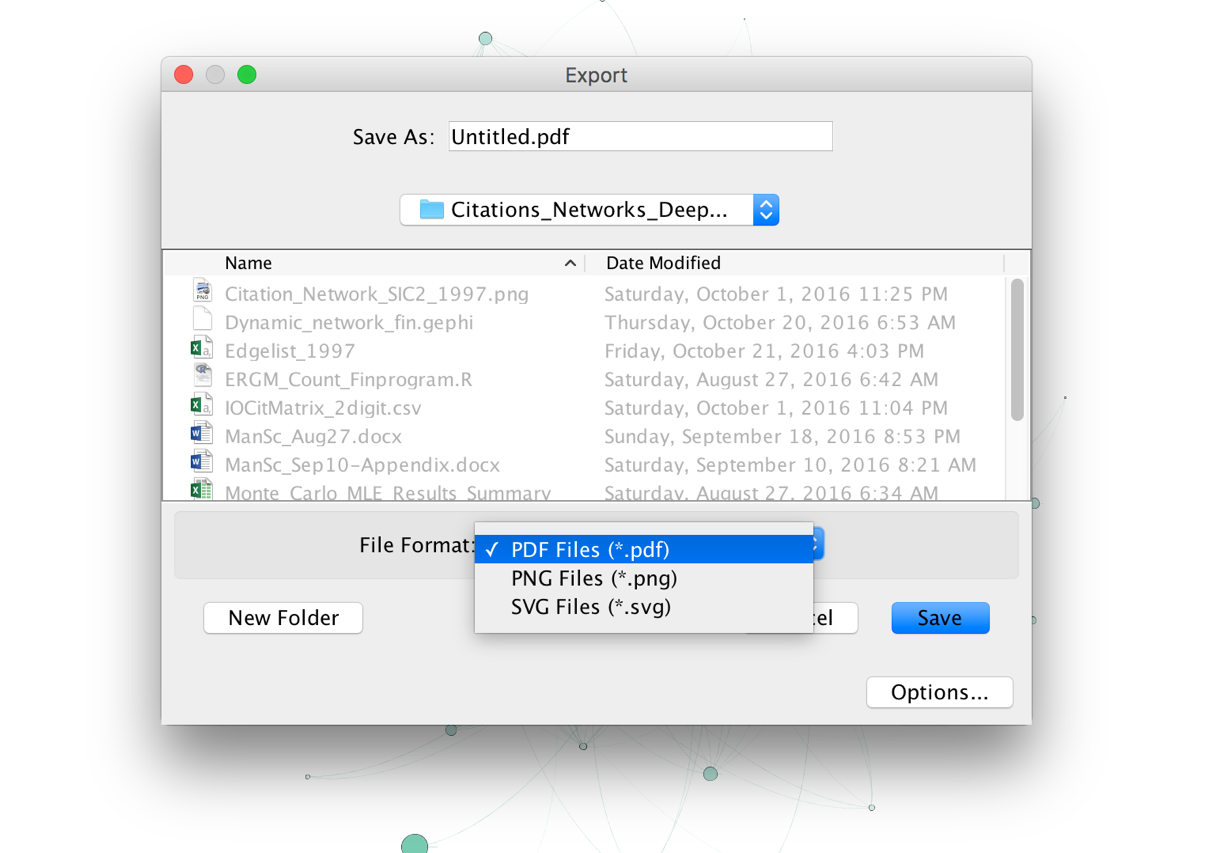 Export
Save As: Untitled.pdf
Citations_Networks_Deep...
Name Date Modified
PNG Citation_Network_SIC2_1997.png Saturday, October 1, 2016 11:25 PM
Dynamic_network_fin.gephi Thursday, October 20, 2016 6:53 AM
Edgelist_1997 Friday, October 21, 2016 4:03 PM
ERGM_Count_Finprogram.R Saturday, August 27, 2016 6:42 AM
IOCitMatrix_2digit.csv Saturday, October 1, 2016 11:04 PM
ManSc_Aug27.docx Sunday, September 18, 2016 8:53 PM
ManSc_Sep10-Appendix.docx Saturday, September 10, 2016 8:21 AM
Monte_Carlo_MLE_Results_Summary Saturday, August 27, 2016 6:34 AM
File Format:
✓ PDF Files (*.pdf)
PNG Files (*.png)
SVG Files (*.svg)
New Folder
el
Save
Options...